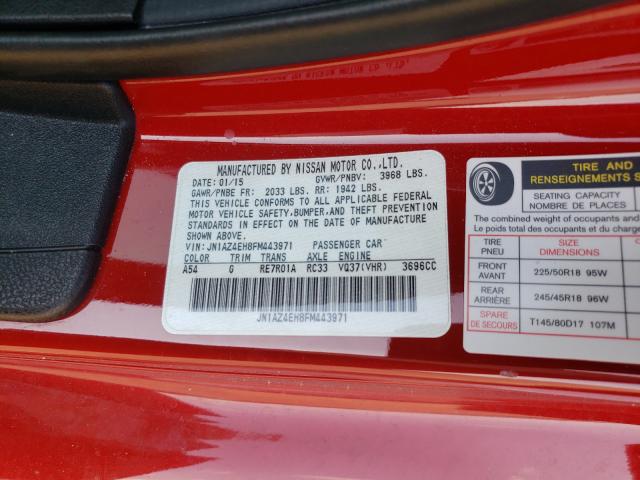 MANUFACTURED BY NISSAN MOTOR CO.,LTD.
DATE: 01/15 GVWR/PNBV: 3968 LBS.
GAWR/PNBE FR: 2033 LBS. RR: 1942 LBS.
THIS VEHICLE CONFORMS TO ALL APPLICABLE FEDERAL
MOTOR VEHICLE SAFETY,BUMPER,AND THEFT PREVENTION
STANDARDS IN EFFECT ON THE DATE OF MANUFACTURE
SHOWN ABOVE.
VIN:JN1AZ4EH8FM443971 PASSENGER CAR
COLOR TRIM TRANS AXLE ENGINE
A54 G RE7R01A RC33 VQ37(VHR) 3696CC
JN1AZ4EH8FM443971
TIRE AND
RENSEIGNEMENTS S
SEATING CAPACITY
NOMBRE DE PLACES
The combined weight of occupants and
Le poids total des occupants et
TIRE
PNEU
SIZE
DIMENSIONS
FRONT
AVANT
225/50R18 95W
REAR
ARRIÈRE
245/45R18 96W
SPARE
DE SECOURS
T145/80D17 107M